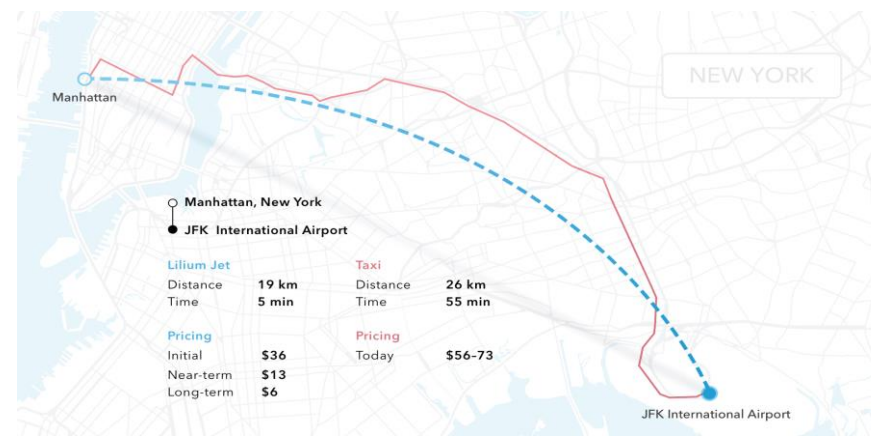 NEW YORK
Manhattan
Manhattan, New York
JFK International Airport
Lilium Jet
Distance 19 km
Time 5 min
Pricing
Initial $36
Near-term $13
Long-term $6
Taxi
Distance 26 km
Time 55 min
Pricing
Today $56–73
JFK International Airport